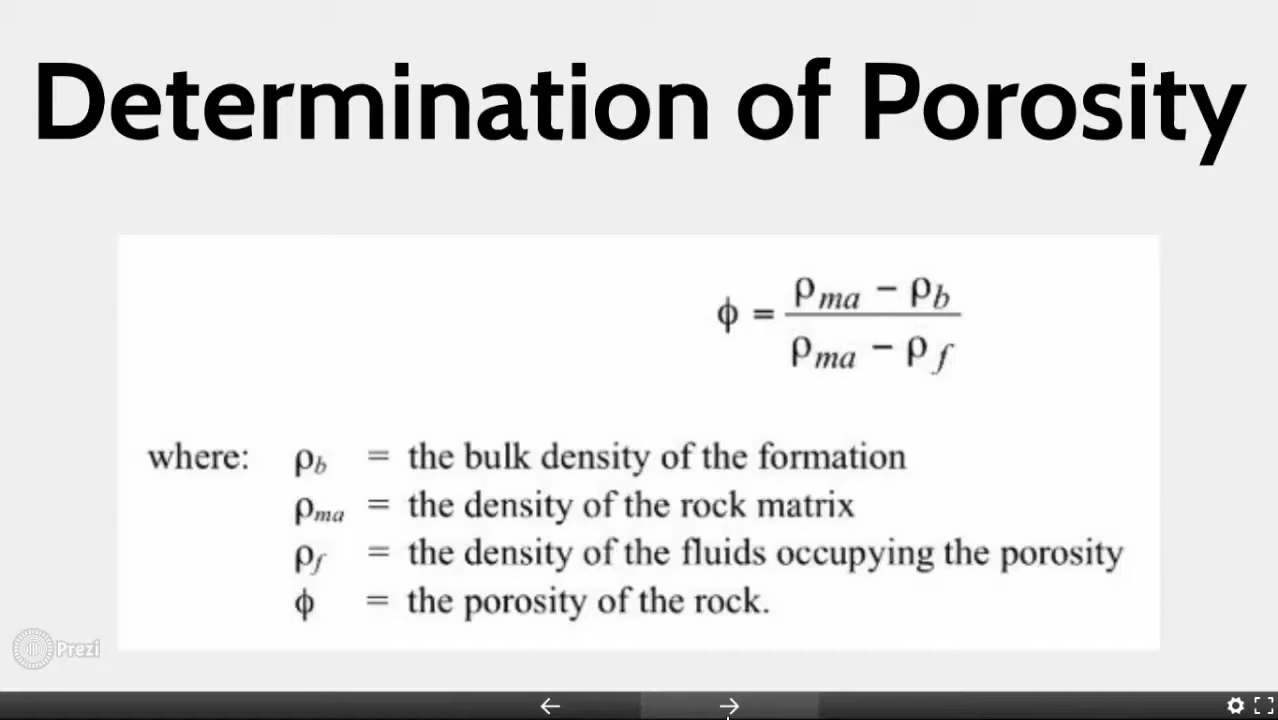 Determination of Porosity
ϕ = (ρma − ρb) / (ρma − ρf)
where: ρb = the bulk density of the formation
ρma = the density of the rock matrix
ρf = the density of the fluids occupying the porosity
ϕ = the porosity of the rock.
Prezi